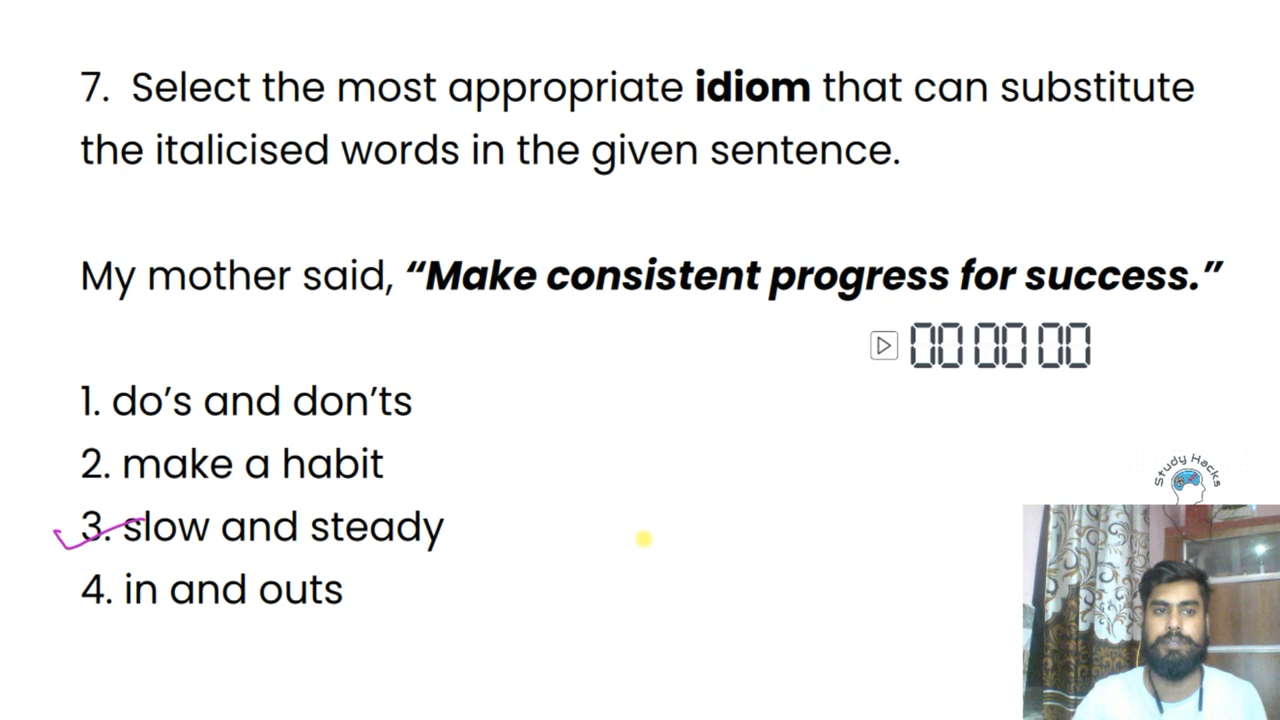 7. Select the most appropriate idiom that can substitute
the italicised words in the given sentence.
My mother said, “Make consistent progress for success.”
00 00 00
1. do’s and don’ts
2. make a habit
3. slow and steady
4. in and outs
Study Hacks